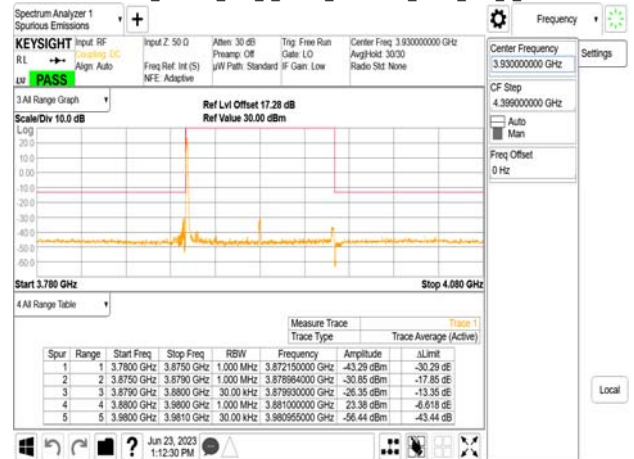 Spectrum Analyzer 1
Spurious Emissions
Frequency
KEYSIGHT Input: RF Input Z: 50 Ω Atten: 30 dB Trig: Free Run Center Freq: 3.930000000 GHz
RL Coupling: DC Preamp: Off Gate: LO Avg|Hold: 30/30
Align: Auto Freq Ref: Int (S) µW Path: Standard IF Gain: Low Radio Std: None
NFE: Adaptive
PASS
Center Frequency
3.930000000 GHz
Settings
CF Step
4.399000000 GHz
Auto
Man
Freq Offset
0 Hz
3 All Range Graph
Ref Lvl Offset 17.28 dB
Scale/Div 10.0 dB Ref Value 30.00 dBm
Log
20.0
10.0
0.00
-10.0
-20.0
-30.0
-40.0
-50.0
-60.0
Start 3.780 GHz Stop 4.080 GHz
4 All Range Table
Measure Trace Trace 1
Trace Type Trace Average (Active)
Spur Range Start Freq Stop Freq RBW Frequency Amplitude ΔLimit
1 1 3.7800 GHz 3.8750 GHz 1.000 MHz 3.872150000 GHz -43.29 dBm -30.29 dB
2 2 3.8750 GHz 3.8790 GHz 1.000 MHz 3.878984000 GHz -30.85 dBm -17.85 dB
3 3 3.8790 GHz 3.8800 GHz 30.00 kHz 3.879930000 GHz -26.35 dBm -13.35 dB
4 4 3.8800 GHz 3.9800 GHz 1.000 MHz 3.881000000 GHz 23.38 dBm -6.618 dB
5 5 3.9800 GHz 3.9810 GHz 30.00 kHz 3.980955000 GHz -56.44 dBm -43.44 dB
Local
? Jun 23, 2023
1:12:30 PM